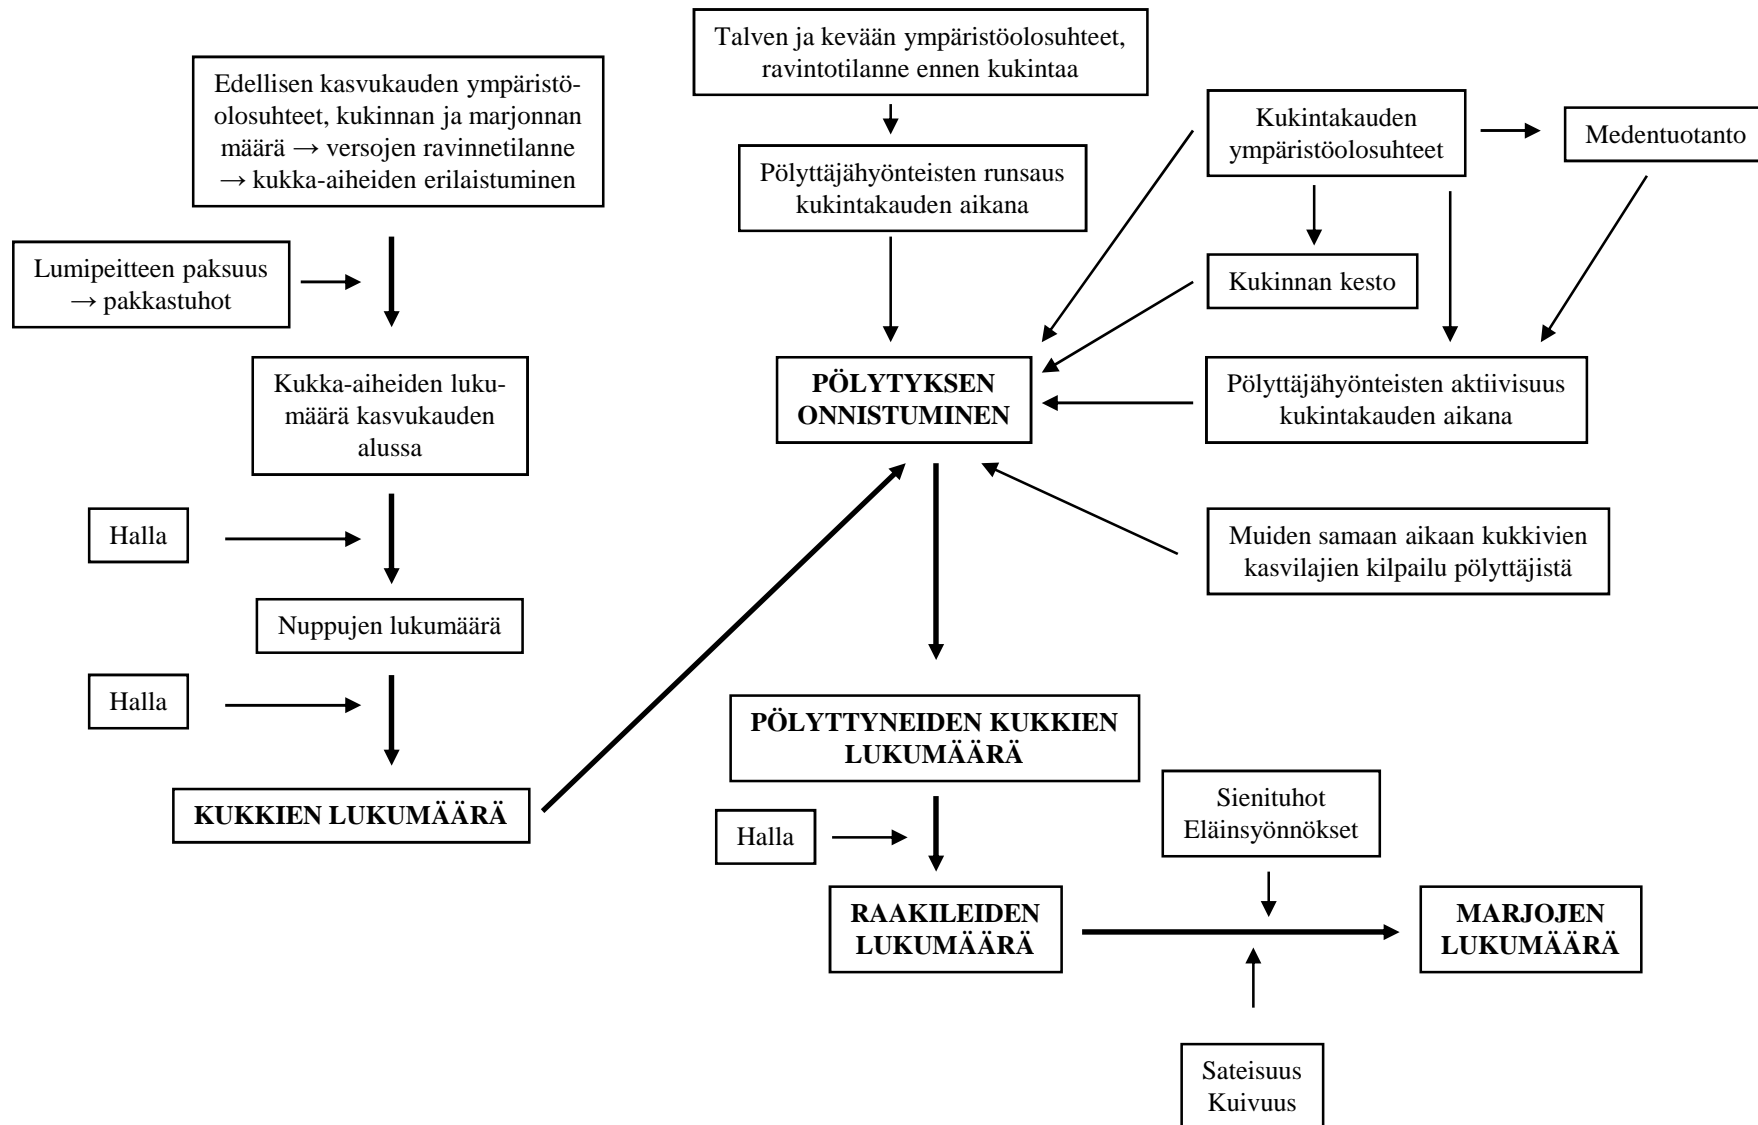 Edellisen kasvukauden ympäristö-
olosuhteet, kukinnan ja marjonnan
määrä → versojen ravinnetilanne
→ kukka-aiheiden erilaistuminen
Lumipeitteen paksuus
→ pakkastuhot
Kukka-aiheiden luku-
määrä kasvukauden
alussa
Halla
Nuppujen lukumäärä
Halla
KUKKIEN LUKUMÄÄRÄ
Talven ja kevään ympäristöolosuhteet,
ravintotilanne ennen kukintaa
Pölyttäjähyönteisten runsaus
kukintakauden aikana
Kukintakauden
ympäristöolosuhteet
Medentuotanto
Kukinnan kesto
PÖLYTYKSEN
ONNISTUMINEN
Pölyttäjähyönteisten aktiivisuus
kukintakauden aikana
Muiden samaan aikaan kukkivien
kasvilajien kilpailu pölyttäjistä
PÖLYTTYNEIDEN KUKKIEN
LUKUMÄÄRÄ
Halla
Sienituhot
Eläinsyönnökset
RAAKILEIDEN
LUKUMÄÄRÄ
MARJOJEN
LUKUMÄÄRÄ
Sateisuus
Kuivuus